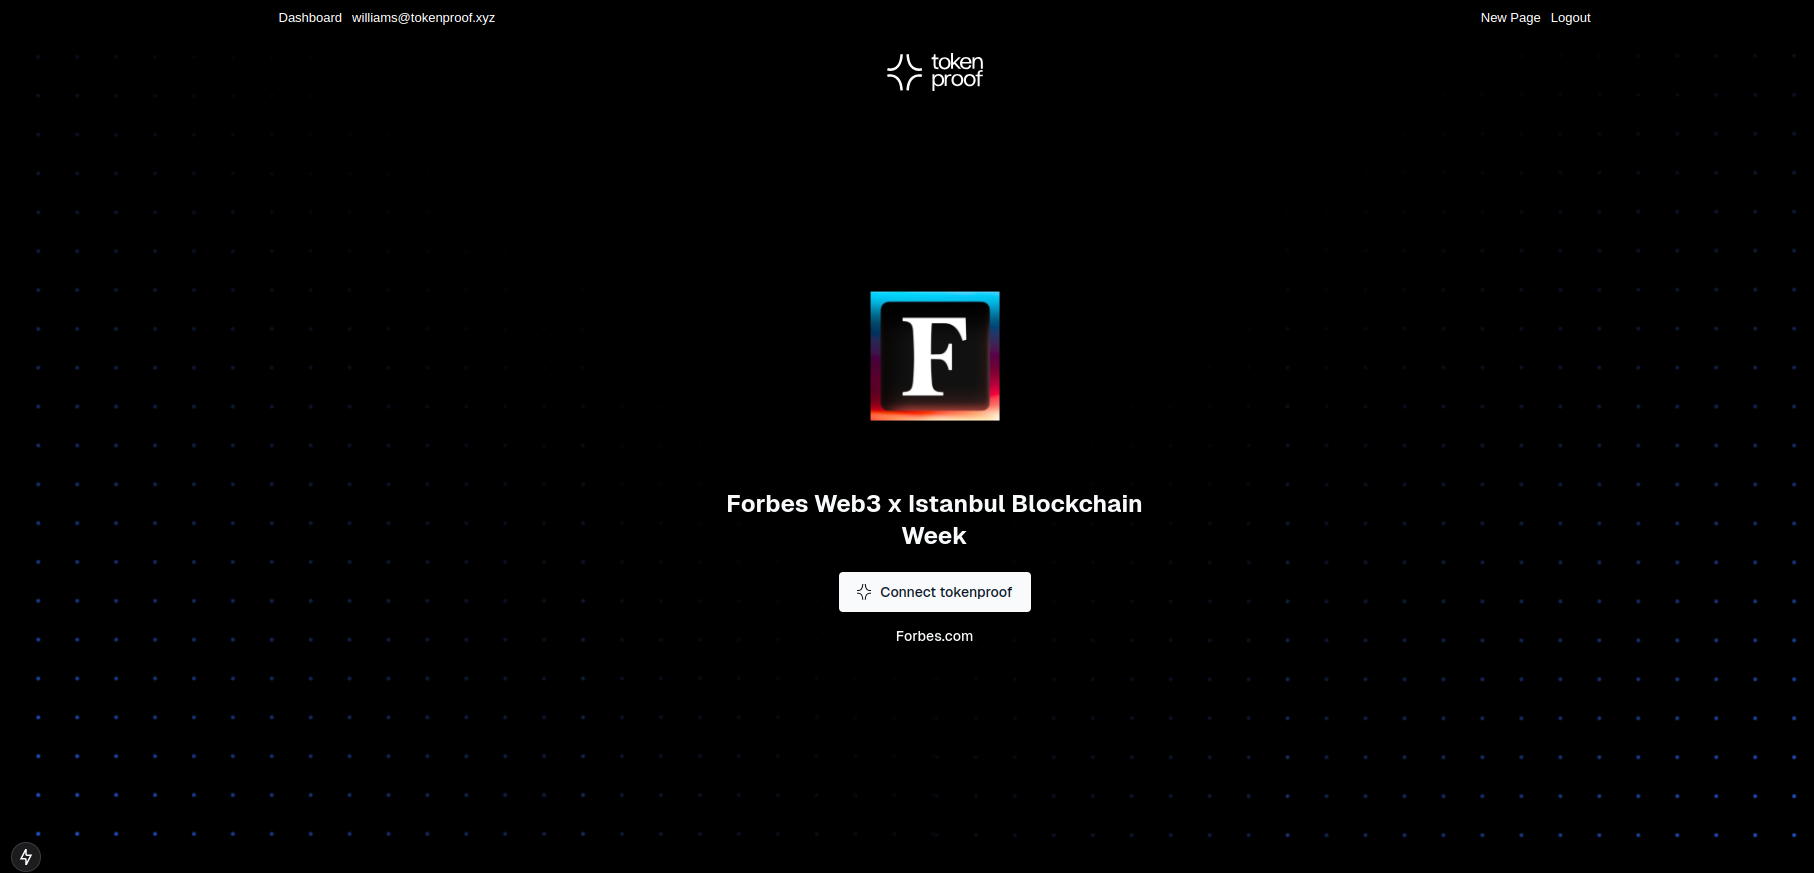 Dashboard williams@tokenproof.xyz New Page Logout
token
proof
F
Forbes Web3 x Istanbul Blockchain
Week
Connect tokenproof
Forbes.com